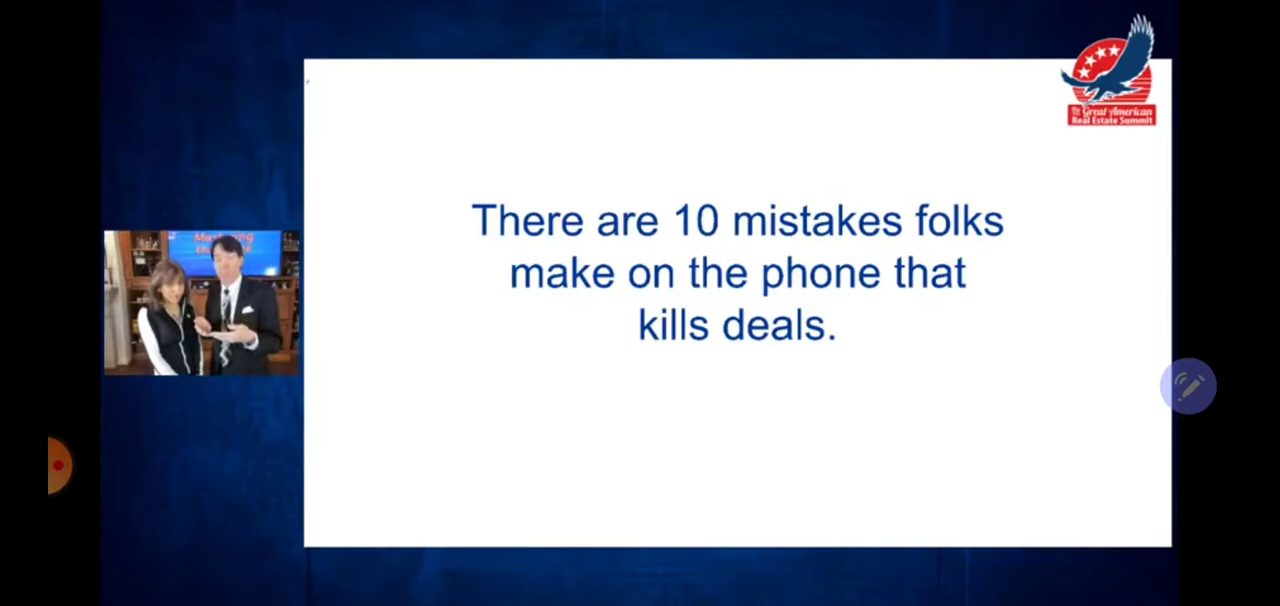 the Great American
Real Estate Summit
There are 10 mistakes folks
make on the phone that
kills deals.